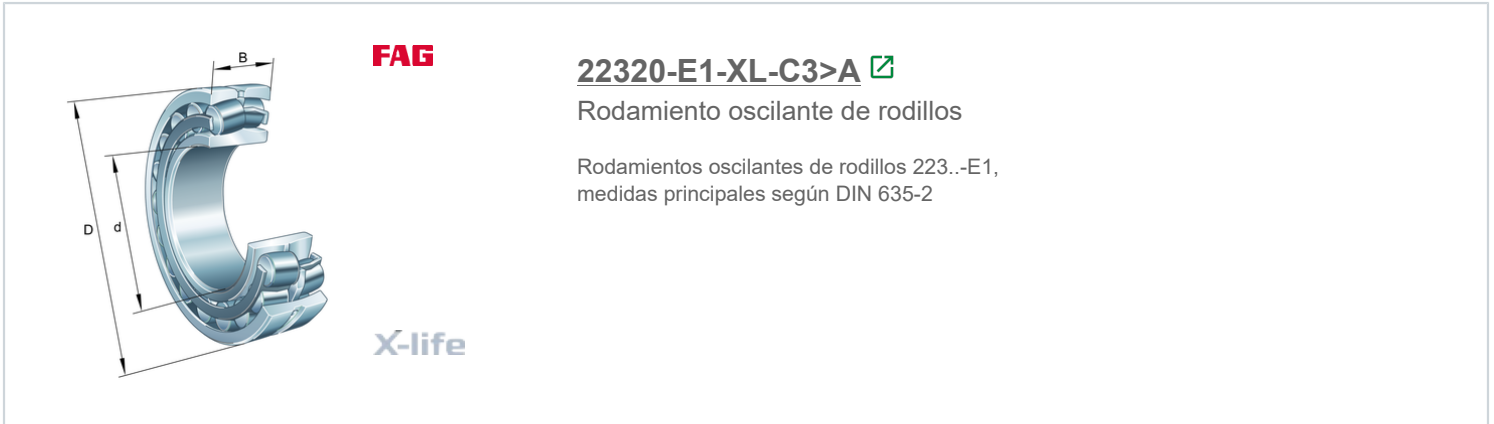 B
D
d
FAG
X-life
22320-E1-XL-C3>A
Rodamiento oscilante de rodillos
Rodamientos oscilantes de rodillos 223..-E1,
medidas principales según DIN 635-2